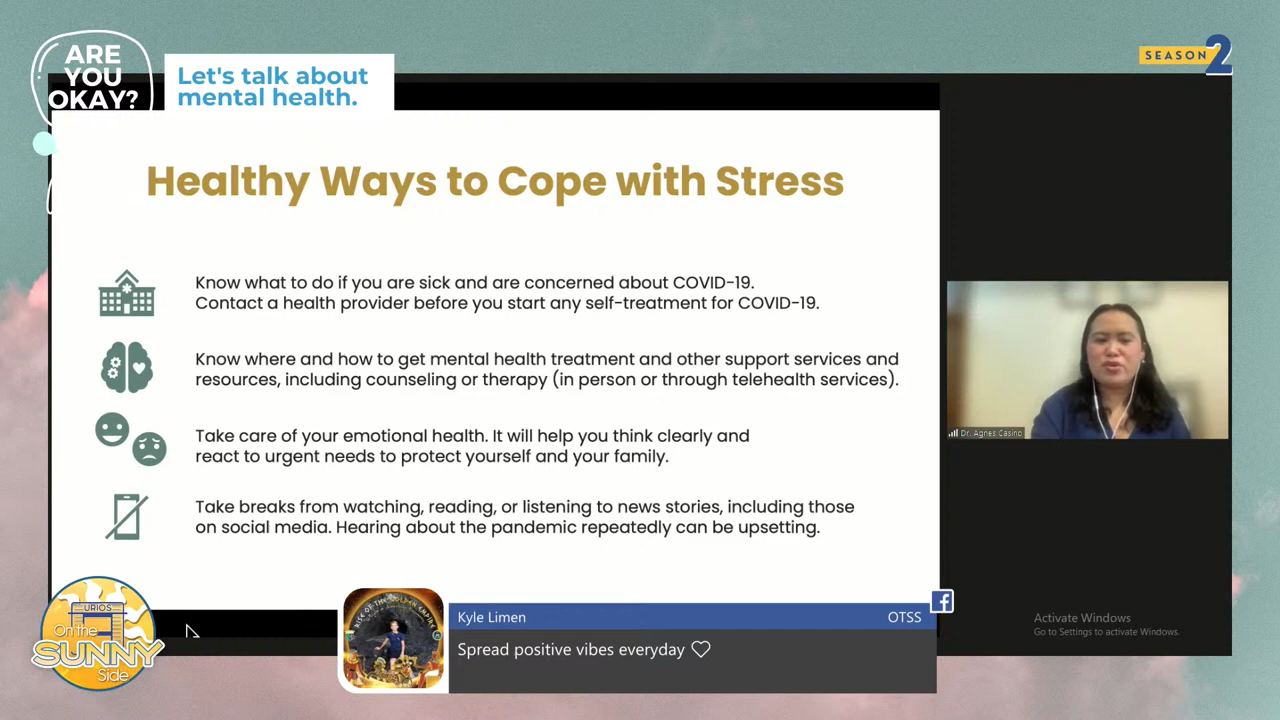 ARE
YOU
OKAY?
Let's talk about
mental health.
SEASON 2
Healthy Ways to Cope with Stress
Know what to do if you are sick and are concerned about COVID-19.
Contact a health provider before you start any self-treatment for COVID-19.
Know where and how to get mental health treatment and other support services and
resources, including counseling or therapy (in person or through telehealth services).
Take care of your emotional health. It will help you think clearly and
react to urgent needs to protect yourself and your family.
Take breaks from watching, reading, or listening to news stories, including those
on social media. Hearing about the pandemic repeatedly can be upsetting.
Dr. Agnes Casino
Activate Windows
Go to Settings to activate Windows.
URIOS
On the
SUNNY
Side
RISE OF THE GOLDEN EMPIRE
Kyle Limen
OTSS
Spread positive vibes everyday ♡